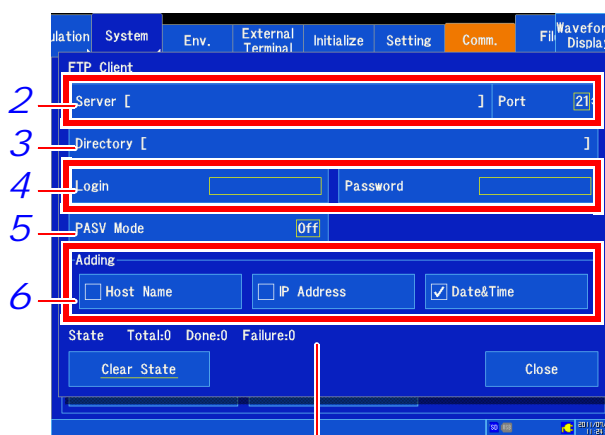 ulation System Env. External Terminal Initialize Setting Comm. Fil Wavefor Displa
FTP Client
2 Server [ ] Port 21
3 Directory [ ]
4 Login Password
5 PASV Mode Off
Adding
6 Host Name IP Address Date&Time
State Total:0 Done:0 Failure:0
Clear State Close
SD